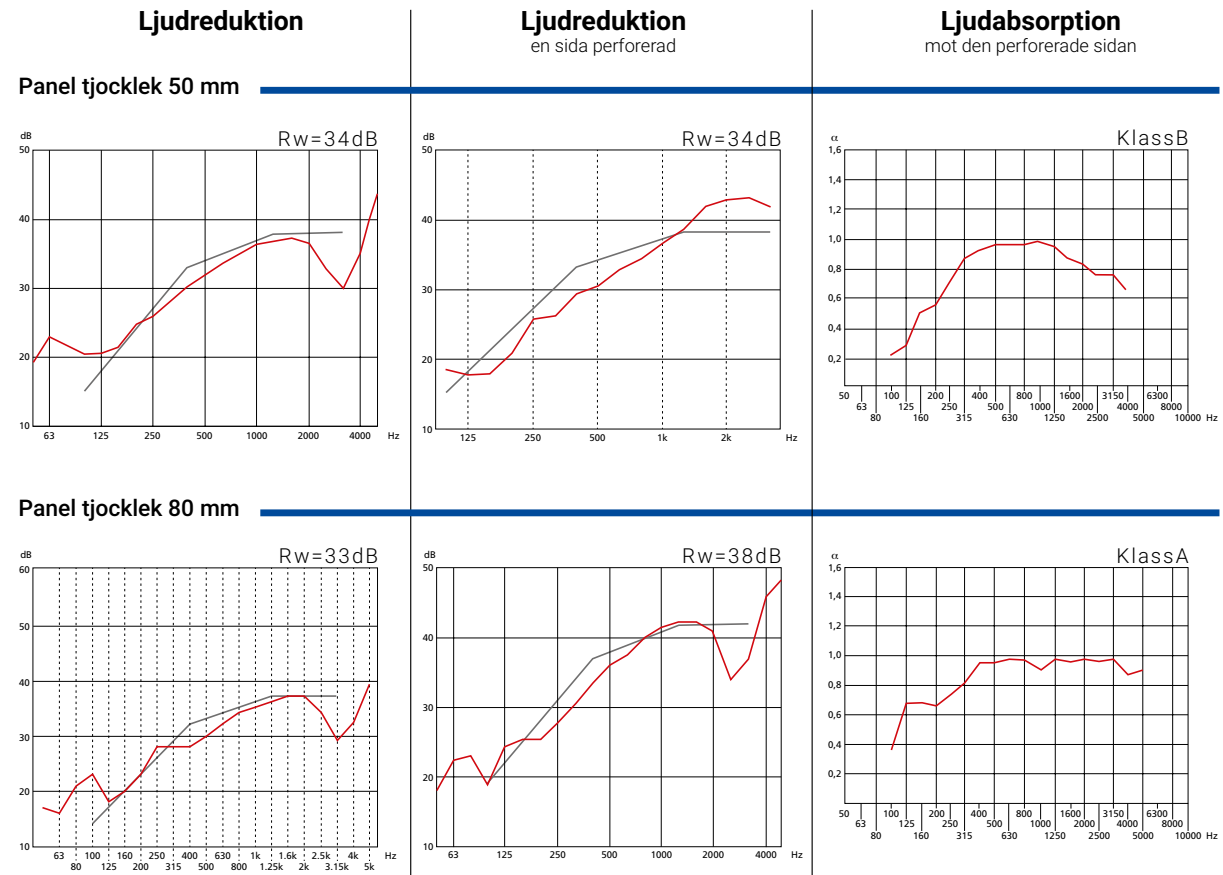 Ljudreduktion
Ljudreduktion
en sida perforerad
Ljudabsorption
mot den perforerade sidan
Panel tjocklek 50 mm
dB
Rw=34dB
50
40
30
20
10
63 125 250 500 1000 2000 4000 Hz
dB
Rw=34dB
50
40
30
20
10
125 250 500 1k 2k Hz
α
KlassB
1,6
1,4
1,2
1,0
0,8
0,6
0,4
0,2
50 100 200 400 800 1600 3150 6300
63 125 250 500 1000 2000 4000 8000
80 160 315 630 1250 2500 5000 10000 Hz
Panel tjocklek 80 mm
dB
Rw=33dB
60
50
40
30
20
10
63 100 160 250 400 630 1k 1.6k 2.5k 4k Hz
80 125 200 315 500 800 1.25k 2k 3.15k 5k
dB
Rw=38dB
50
40
30
20
10
63 125 250 500 1000 2000 4000 Hz
α
KlassA
1,6
1,4
1,2
1,0
0,8
0,6
0,4
0,2
50 100 200 400 800 1600 3150 6300
63 125 250 500 1000 2000 4000 8000
80 160 315 630 1250 2500 5000 10000 Hz